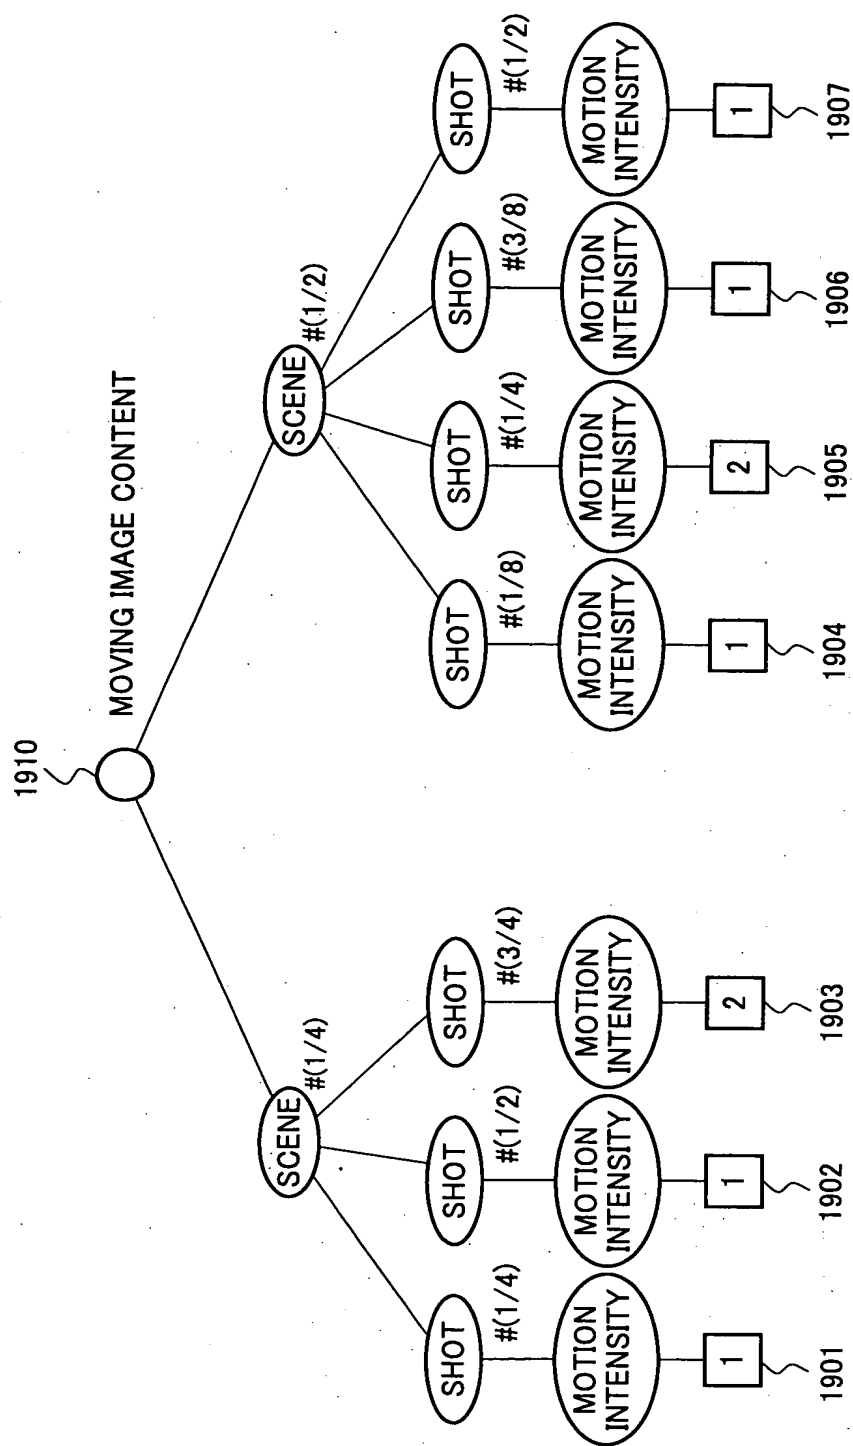 1910
MOVING IMAGE CONTENT
SCENE #(1/4)
SCENE #(1/2)
SHOT
SHOT
SHOT
SHOT
SHOT
SHOT
SHOT
#(1/4)
#(1/2)
#(3/4)
#(1/8)
#(1/4)
#(3/8)
#(1/2)
MOTION
INTENSITY
MOTION
INTENSITY
MOTION
INTENSITY
MOTION
INTENSITY
MOTION
INTENSITY
MOTION
INTENSITY
MOTION
INTENSITY
1
1
2
1
2
1
1
1901
1902
1903
1904
1905
1906
1907